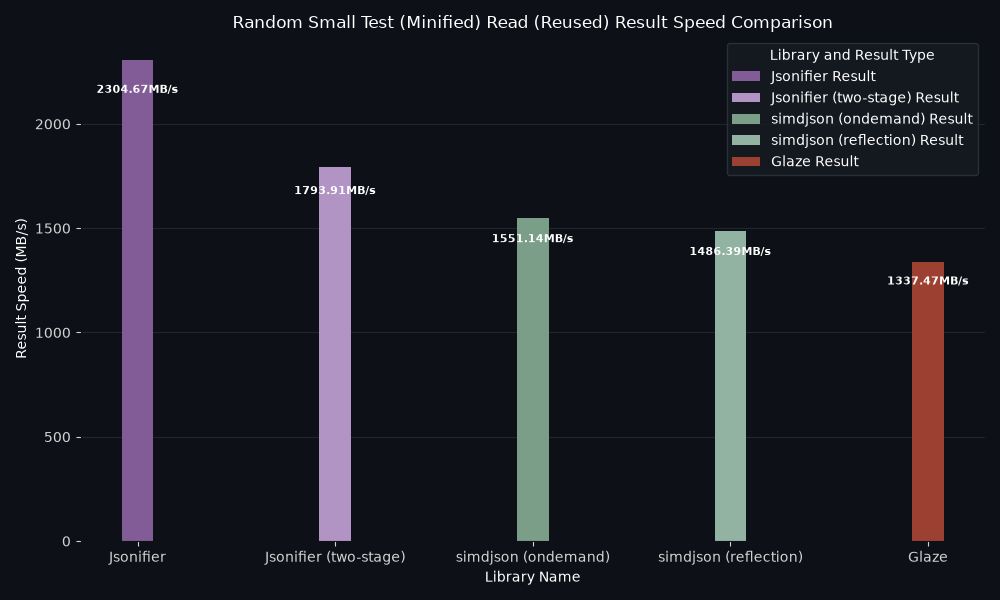 Random Small Test (Minified) Read (Reused) Result Speed Comparison
Library and Result Type
Jsonifier Result
Jsonifier (two-stage) Result
simdjson (ondemand) Result
simdjson (reflection) Result
Glaze Result
2304.67MB/s
1793.91MB/s
1551.14MB/s
1486.39MB/s
1337.47MB/s
Result Speed (MB/s)
2000
1500
1000
500
0
Jsonifier
Jsonifier (two-stage)
simdjson (ondemand)
simdjson (reflection)
Glaze
Library Name